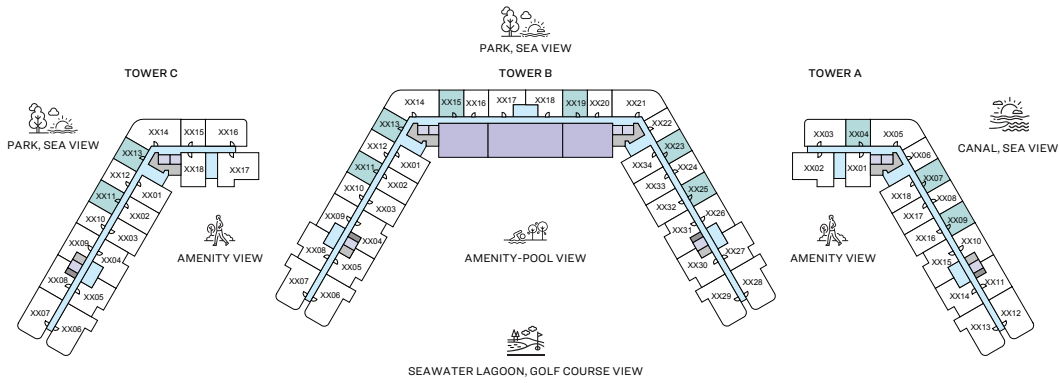 PARK, SEA VIEW
TOWER C
TOWER B
TOWER A
PARK, SEA VIEW
CANAL, SEA VIEW
XX14
XX15
XX16
XX13
XX12
XX18
XX17
XX11
XX01
XX10
XX02
XX09
XX03
XX08
XX04
XX07
XX05
XX06
AMENITY VIEW
XX14
XX15
XX16
XX17
XX18
XX19
XX20
XX21
XX13
XX22
XX12
XX23
XX11
XX01
XX34
XX24
XX10
XX02
XX33
XX25
XX09
XX03
XX32
XX26
XX08
XX04
XX31
XX27
XX07
XX05
XX30
XX28
XX06
XX29
AMENITY-POOL VIEW
XX03
XX04
XX05
XX02
XX01
XX06
XX07
XX18
XX08
XX17
XX09
XX16
XX10
XX15
XX11
XX14
XX12
XX13
AMENITY VIEW
SEAWATER LAGOON, GOLF COURSE VIEW